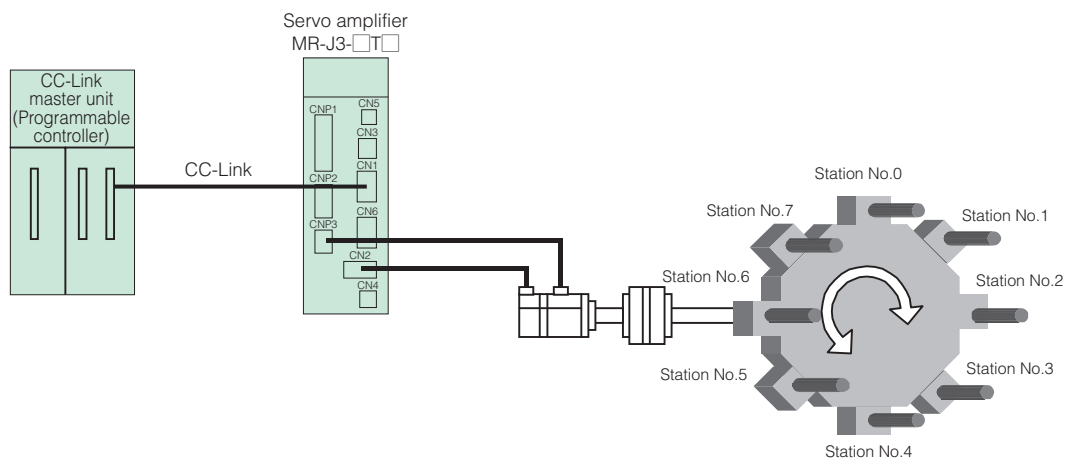 Servo amplifier
MR-J3-□T□
CC-Link
master unit
(Programmable
controller)
CC-Link
CNP1
CN5
CN3
CN1
CNP2
CN6
CNP3
CN2
CN4
Station No.0
Station No.7
Station No.1
Station No.6
Station No.2
Station No.5
Station No.3
Station No.4